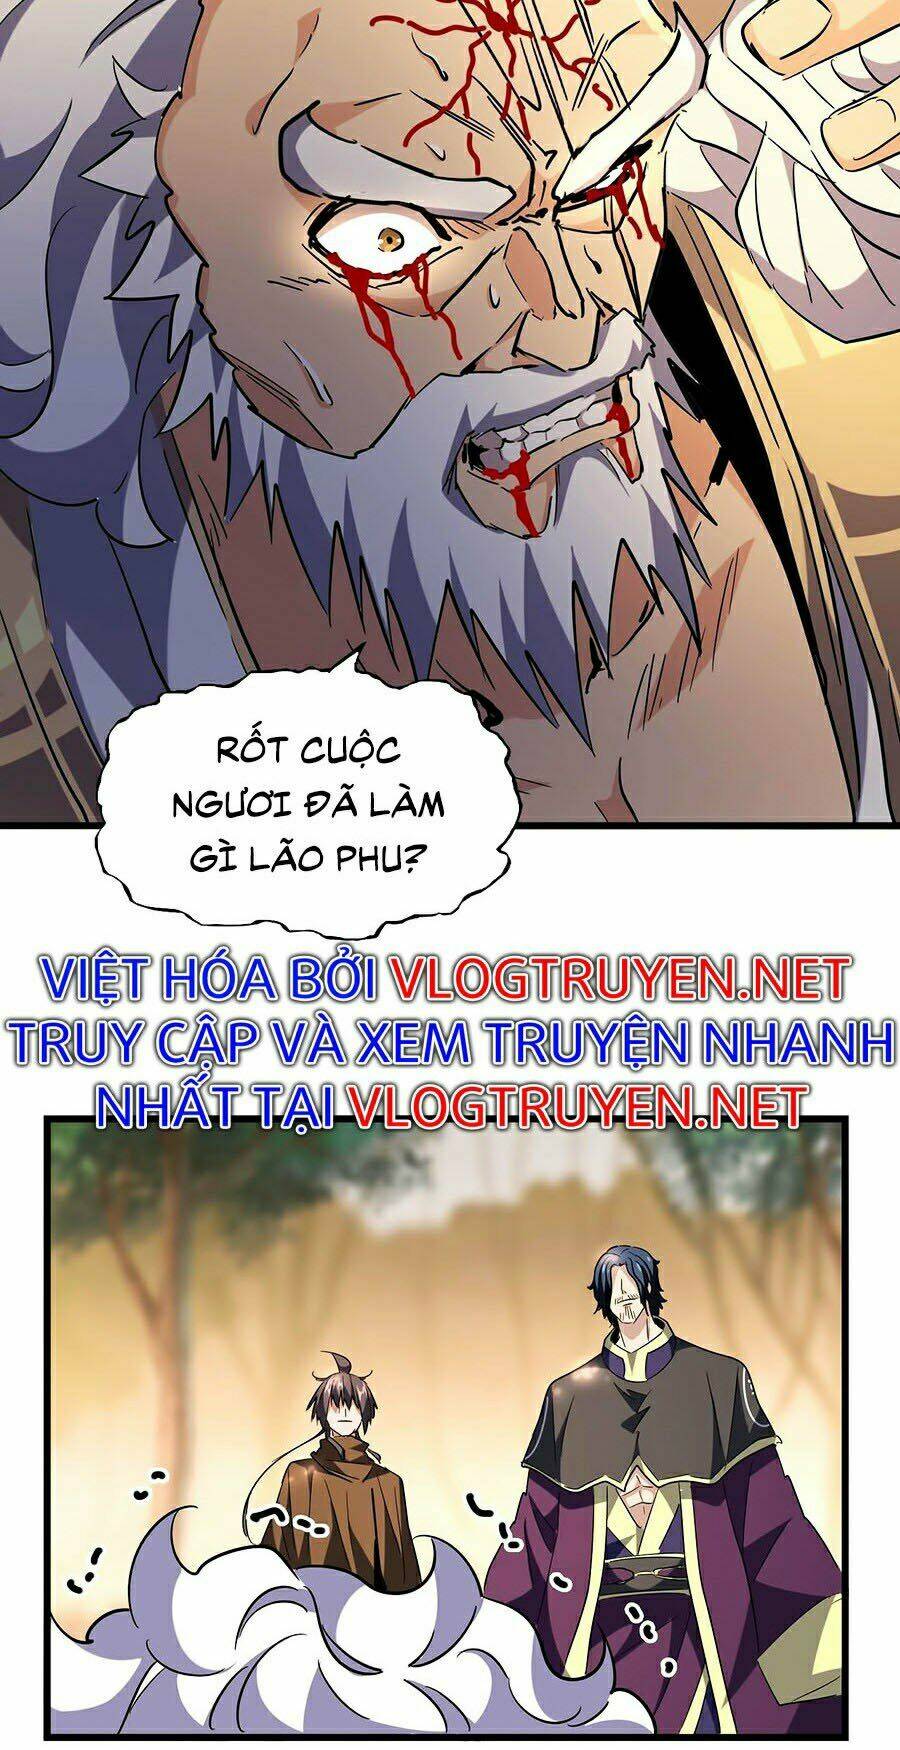 RỐT CUỘC
NGƯƠI ĐÃ LÀM
GÌ LÃO PHU?
VIỆT HÓA BỞI VLOGTRUYEN.NET
TRUY CẬP VÀ XEM TRUYỆN NHANH
NHẤT TẠI VLOGTRUYEN.NET